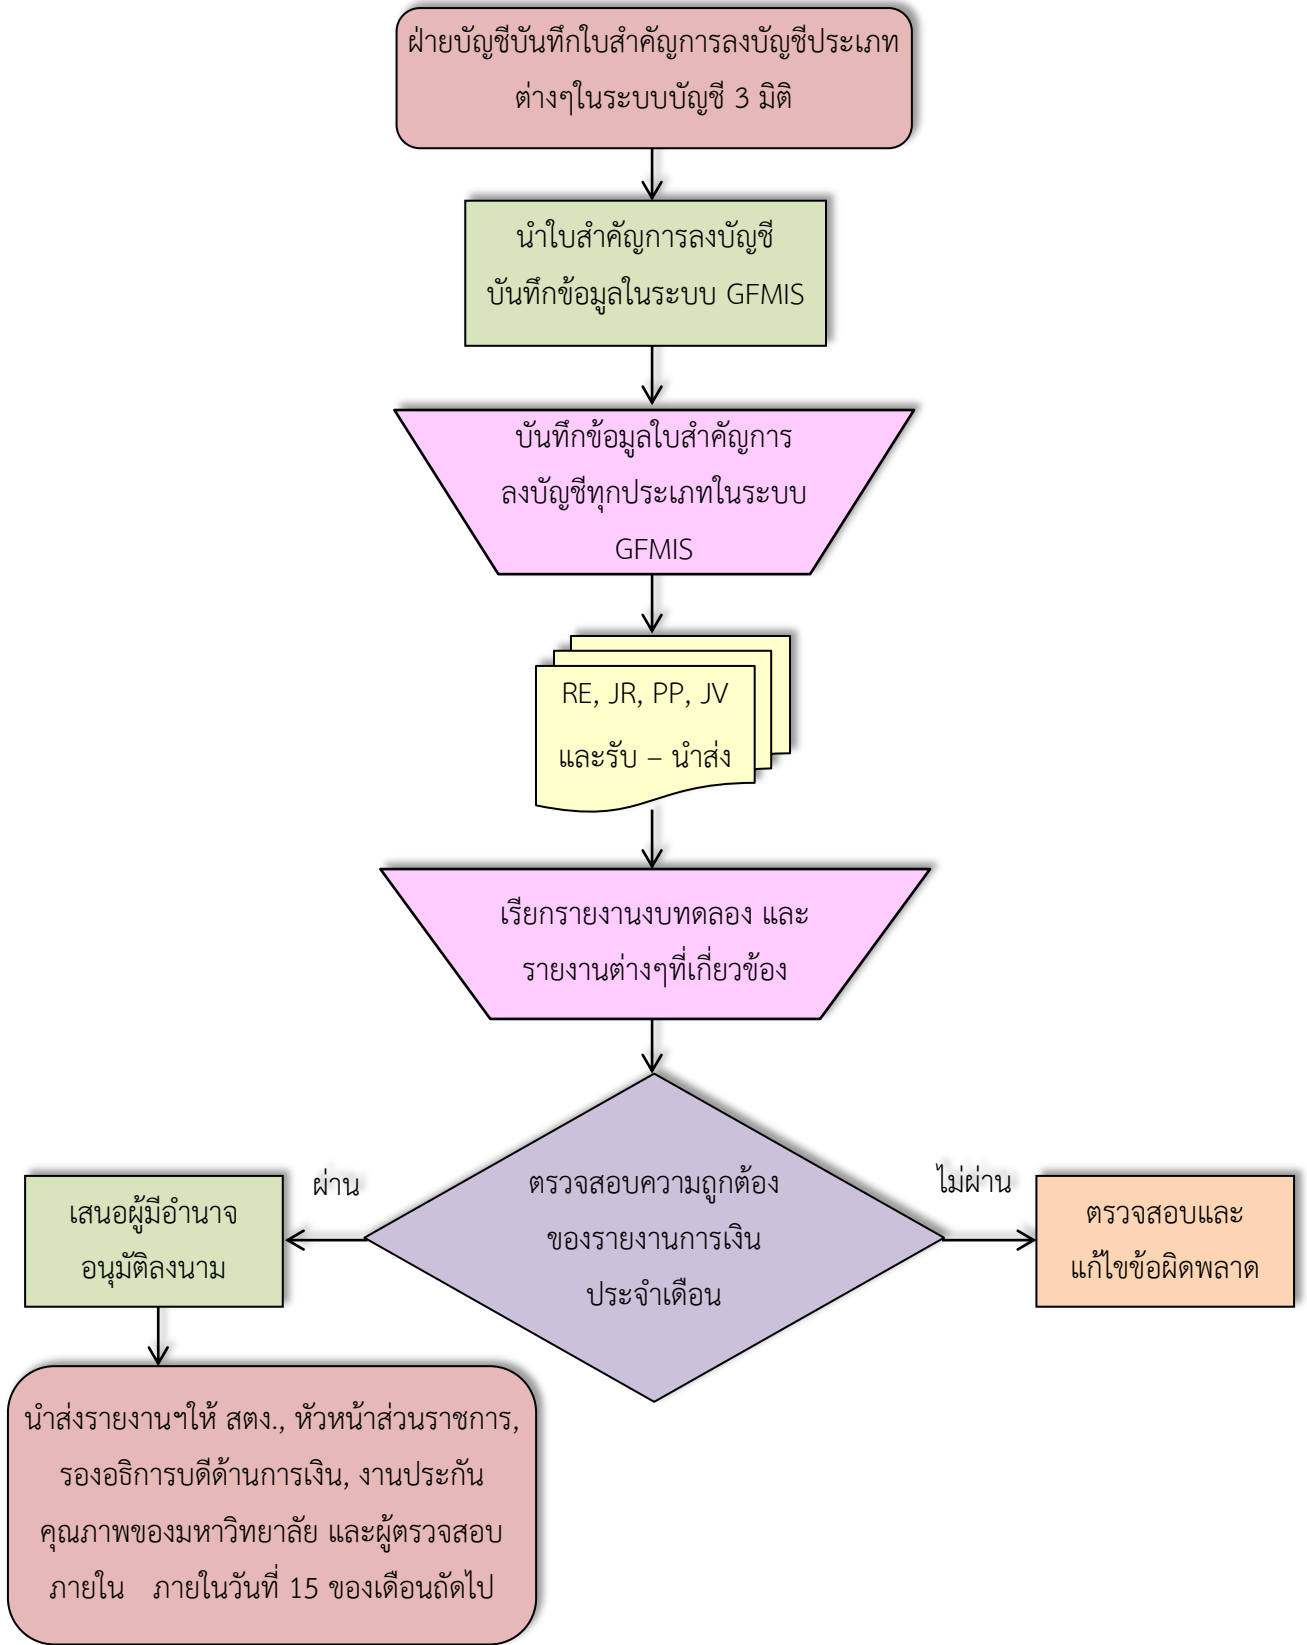 ฝ่ายบัญชีบันทึกใบสำคัญการลงบัญชีประเภท
ต่างๆในระบบบัญชี 3 มิติ
นำใบสำคัญการลงบัญชี
บันทึกข้อมูลในระบบ GFMIS
บันทึกข้อมูลใบสำคัญการ
ลงบัญชีทุกประเภทในระบบ
GFMIS
RE, JR, PP, JV
และรับ – นำส่ง
เรียกรายงานงบทดลอง และ
รายงานต่างๆที่เกี่ยวข้อง
ตรวจสอบความถูกต้อง
ของรายงานการเงิน
ประจำเดือน
ผ่าน
ไม่ผ่าน
เสนอผู้มีอำนาจ
อนุมัติลงนาม
ตรวจสอบและ
แก้ไขข้อผิดพลาด
นำส่งรายงานฯให้ สตง., หัวหน้าส่วนราชการ,
รองอธิการบดีด้านการเงิน, งานประกัน
คุณภาพของมหาวิทยาลัย และผู้ตรวจสอบ
ภายใน ภายในวันที่ 15 ของเดือนถัดไป